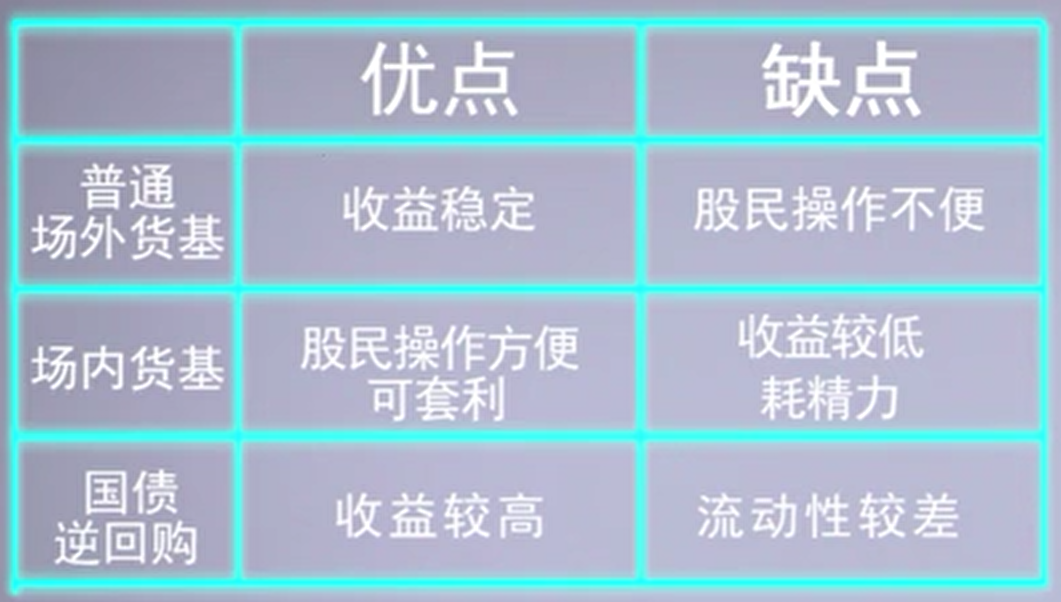 优点
缺点
普通
场外货基
收益稳定
股民操作不便
场内货基
股民操作方便
可套利
收益较低
耗精力
国债
逆回购
收益较高
流动性较差